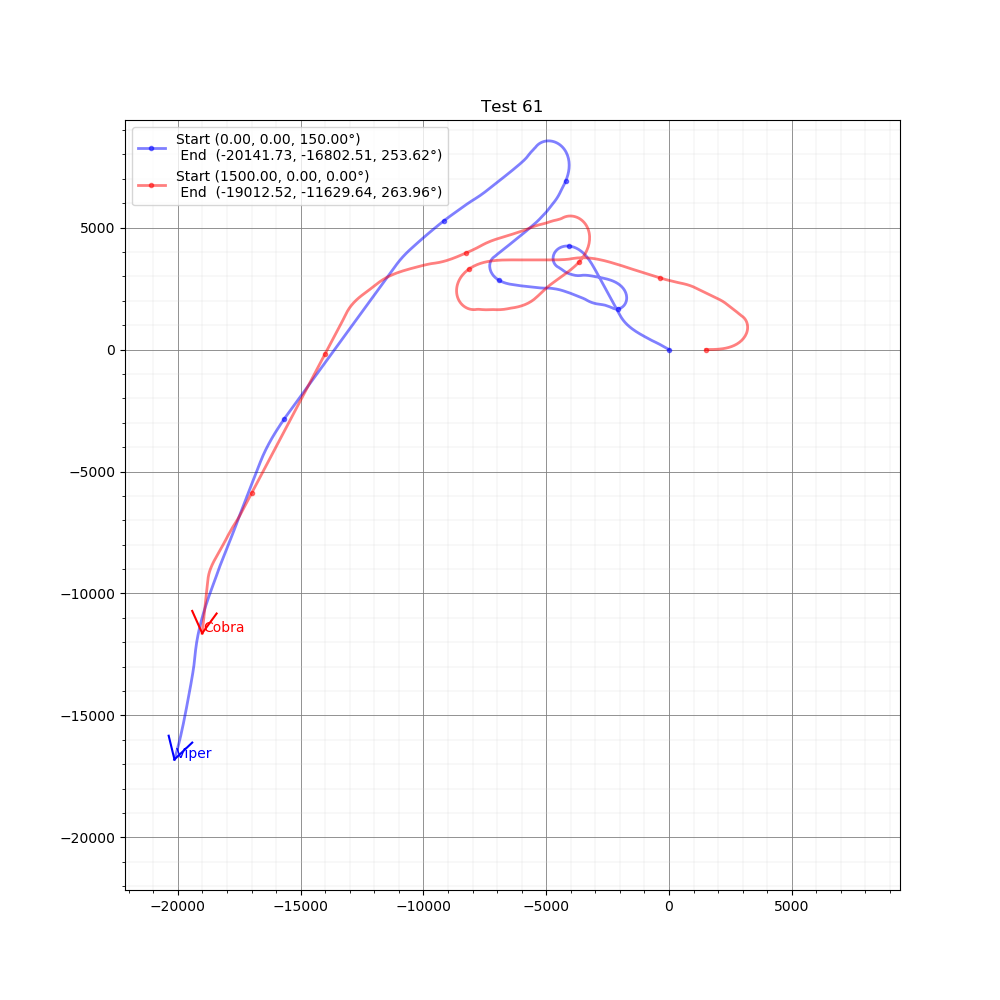 Test 61
Start (0.00, 0.00, 150.00°)
End  (-20141.73, -16802.51, 253.62°)
Start (1500.00, 0.00, 0.00°)
End  (-19012.52, -11629.64, 263.96°)
5000
0
−5000
−10000
−15000
−20000
Cobra
Viper
−20000
−15000
−10000
−5000
0
5000